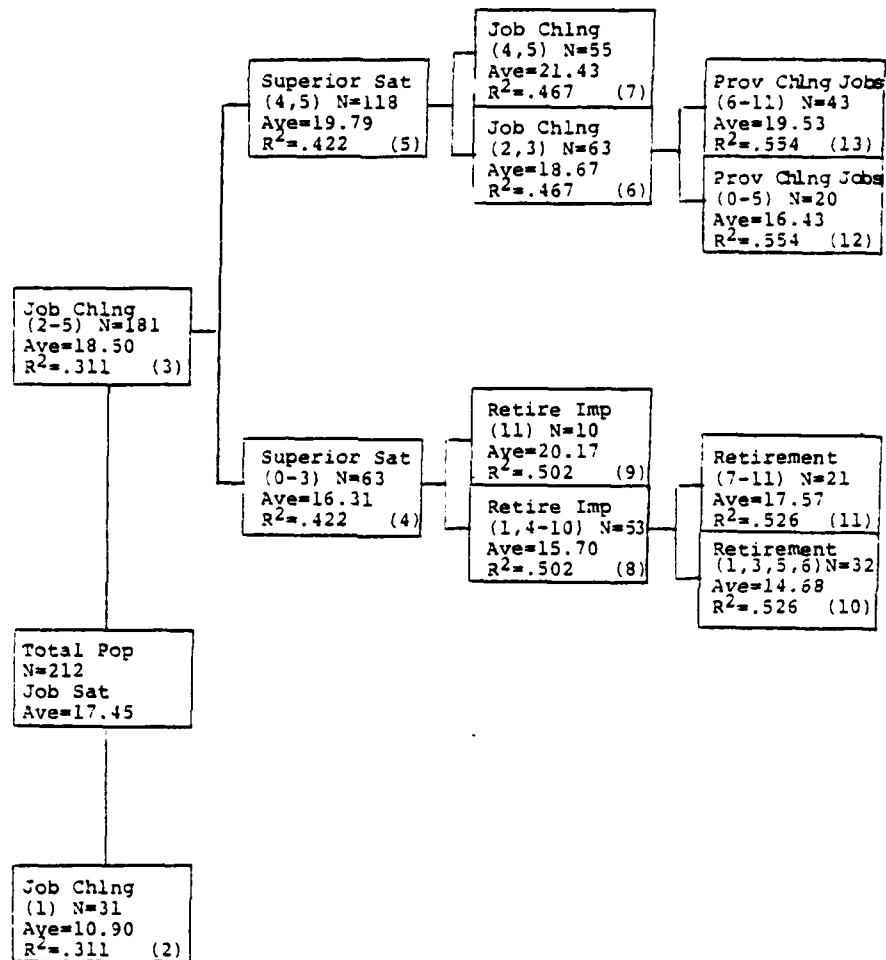 Job Chlng
(4,5) N=55
Ave=21.43
R²=.467 (7)
Superior Sat
(4,5) N=118
Ave=19.79
R²=.422 (5)
Job Chlng
(2,3) N=63
Ave=18.67
R²=.467 (6)
Prov Chlng Jobs
(6-11) N=43
Ave=19.53
R²=.554 (13)
Prov Chlng Jobs
(0-5) N=20
Ave=16.43
R²=.554 (12)
Job Chlng
(2-5) N=181
Ave=18.50
R²=.311 (3)
Superior Sat
(0-3) N=63
Ave=16.31
R²=.422 (4)
Retire Imp
(11) N=10
Ave=20.17
R²=.502 (9)
Retire Imp
(1,4-10) N=53
Ave=15.70
R²=.502 (8)
Retirement
(7-11) N=21
Ave=17.57
R²=.526 (11)
Retirement
(1,3,5,6)N=32
Ave=14.68
R²=.526 (10)
Total Pop
N=212
Job Sat
Ave=17.45
Job Chlng
(1) N=31
Ave=10.90
R²=.311 (2)